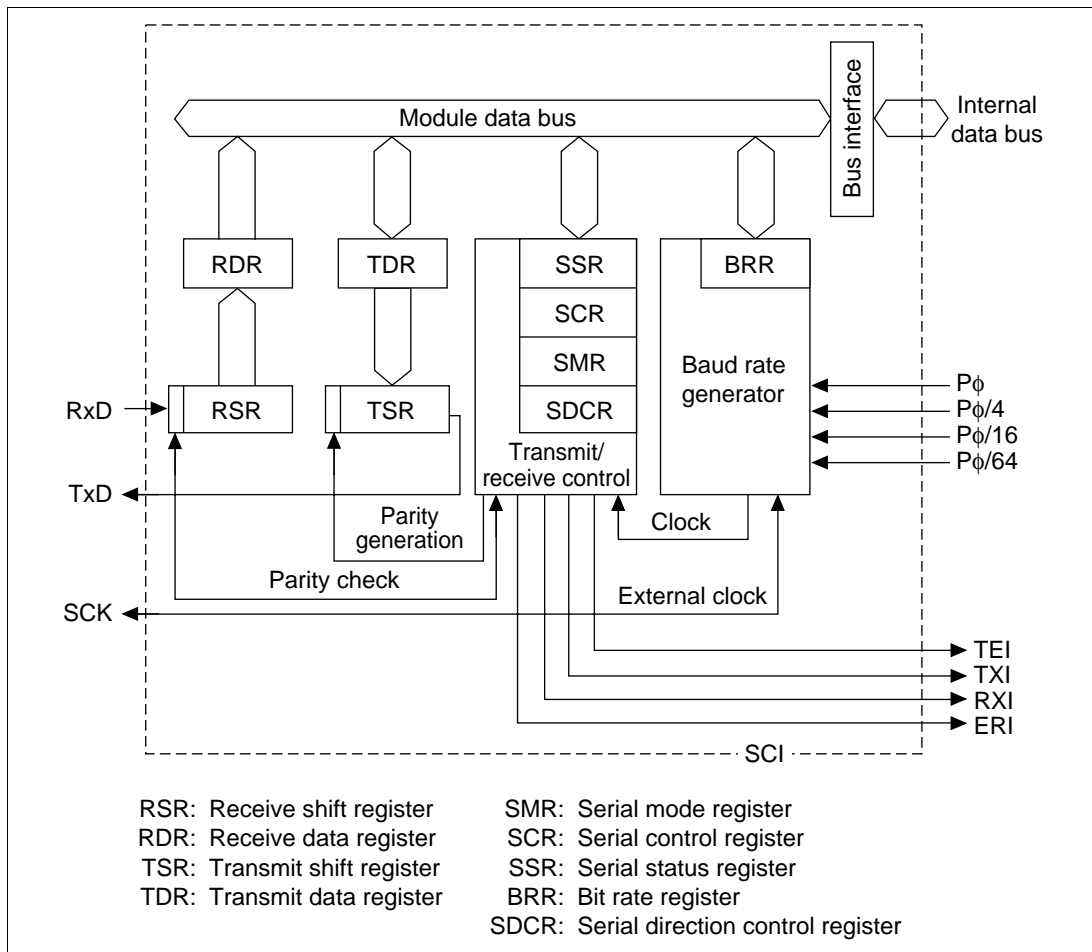 Module data bus
Bus interface
Internal
data bus
RDR
TDR
SSR
BRR
SCR
SMR
Baud rate
generator
Pϕ
Pϕ/4
Pϕ/16
Pϕ/64
RxD
RSR
TSR
SDCR
Transmit/
receive control
TxD
Parity
generation
Clock
Parity check
External clock
SCK
TEI
TXI
RXI
ERI
SCI
RSR: Receive shift register
RDR: Receive data register
TSR: Transmit shift register
TDR: Transmit data register
SMR: Serial mode register
SCR: Serial control register
SSR: Serial status register
BRR: Bit rate register
SDCR: Serial direction control register